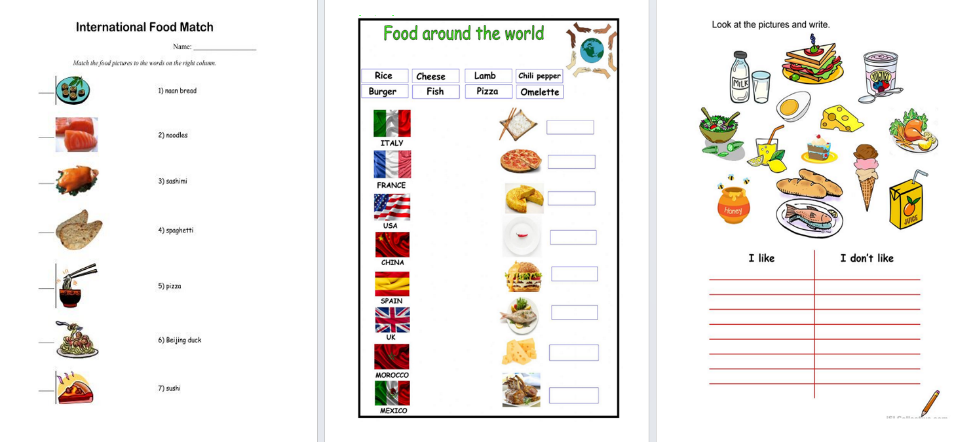 International Food Match
Name: ___________________
Match the food pictures to the words on the right column.
1) naan bread
2) noodles
3) sashimi
4) spaghetti
5) pizza
6) Beijing duck
7) sushi
Food around the world
Rice Cheese Lamb Chili pepper
Burger Fish Pizza Omelette
ITALY
FRANCE
USA
CHINA
SPAIN
UK
MOROCCO
MEXICO
Look at the pictures and write.
MILK
Honey
JUICE
I like I don't like